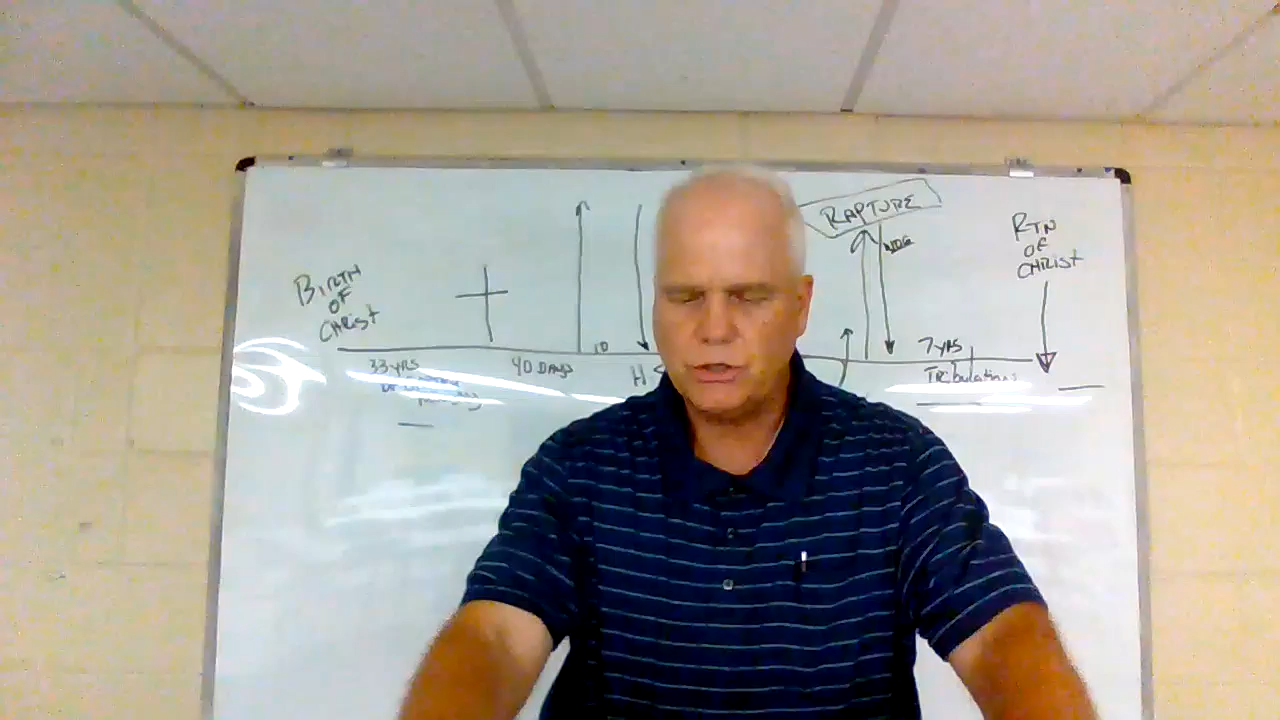 BIRTH
OF
CHRIST
RAPTURE
RTN
OF
CHRIST
33 YRS
40 DAYS
10
H S
7 YRS
Tribulation